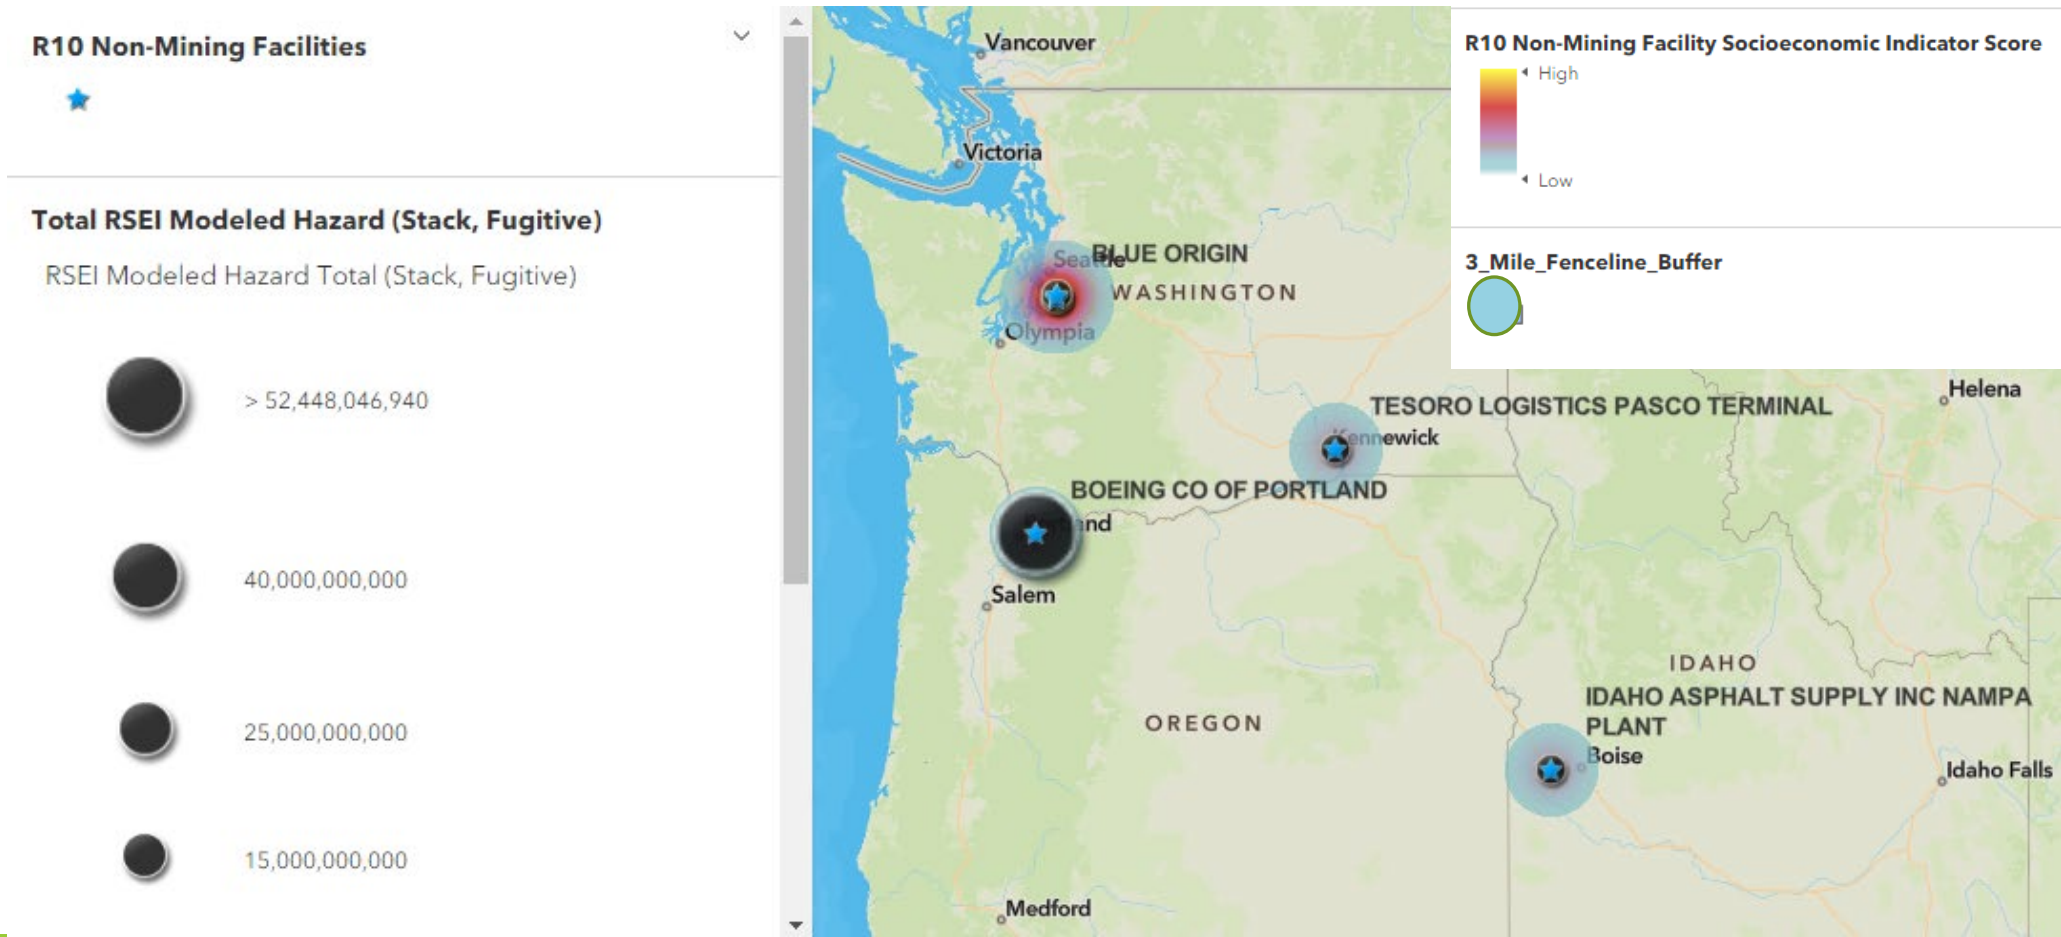 R10 Non-Mining Facilities
Total RSEI Modeled Hazard (Stack, Fugitive)
RSEI Modeled Hazard Total (Stack, Fugitive)
> 52,448,046,940
40,000,000,000
25,000,000,000
15,000,000,000
Vancouver
Victoria
Seattle
BLUE ORIGIN
WASHINGTON
Olympia
TESORO LOGISTICS PASCO TERMINAL
Kennewick
BOEING CO OF PORTLAND
Portland
Salem
Helena
IDAHO
IDAHO ASPHALT SUPPLY INC NAMPA
PLANT
Boise
OREGON
Idaho Falls
Medford
R10 Non-Mining Facility Socioeconomic Indicator Score
High
Low
3_Mile_Fenceline_Buffer